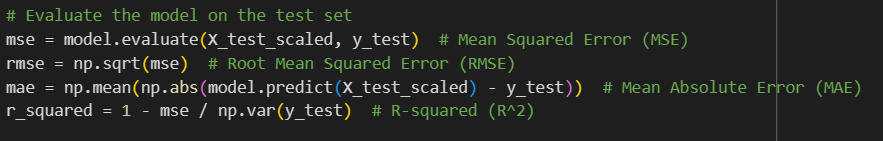 # Evaluate the model on the test set
mse = model.evaluate(X_test_scaled, y_test)  # Mean Squared Error (MSE)
rmse = np.sqrt(mse)  # Root Mean Squared Error (RMSE)
mae = np.mean(np.abs(model.predict(X_test_scaled) - y_test))  # Mean Absolute Error (MAE)
r_squared = 1 - mse / np.var(y_test)  # R-squared (R^2)